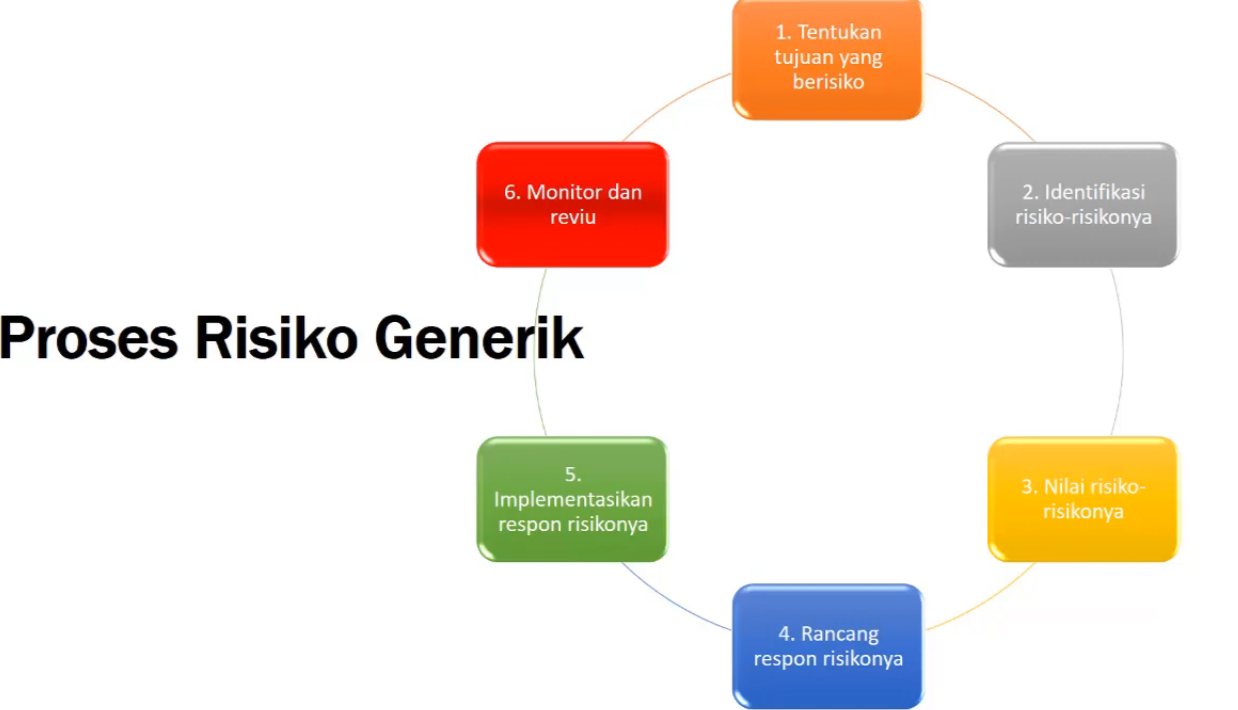 1. Tentukan
tujuan yang
berisiko
2. Identifikasi
risiko-risikonya
3. Nilai risiko-
risikonya
4. Rancang
respon risikonya
5.
Implementasikan
respon risikonya
6. Monitor dan
reviu
Proses Risiko Generik